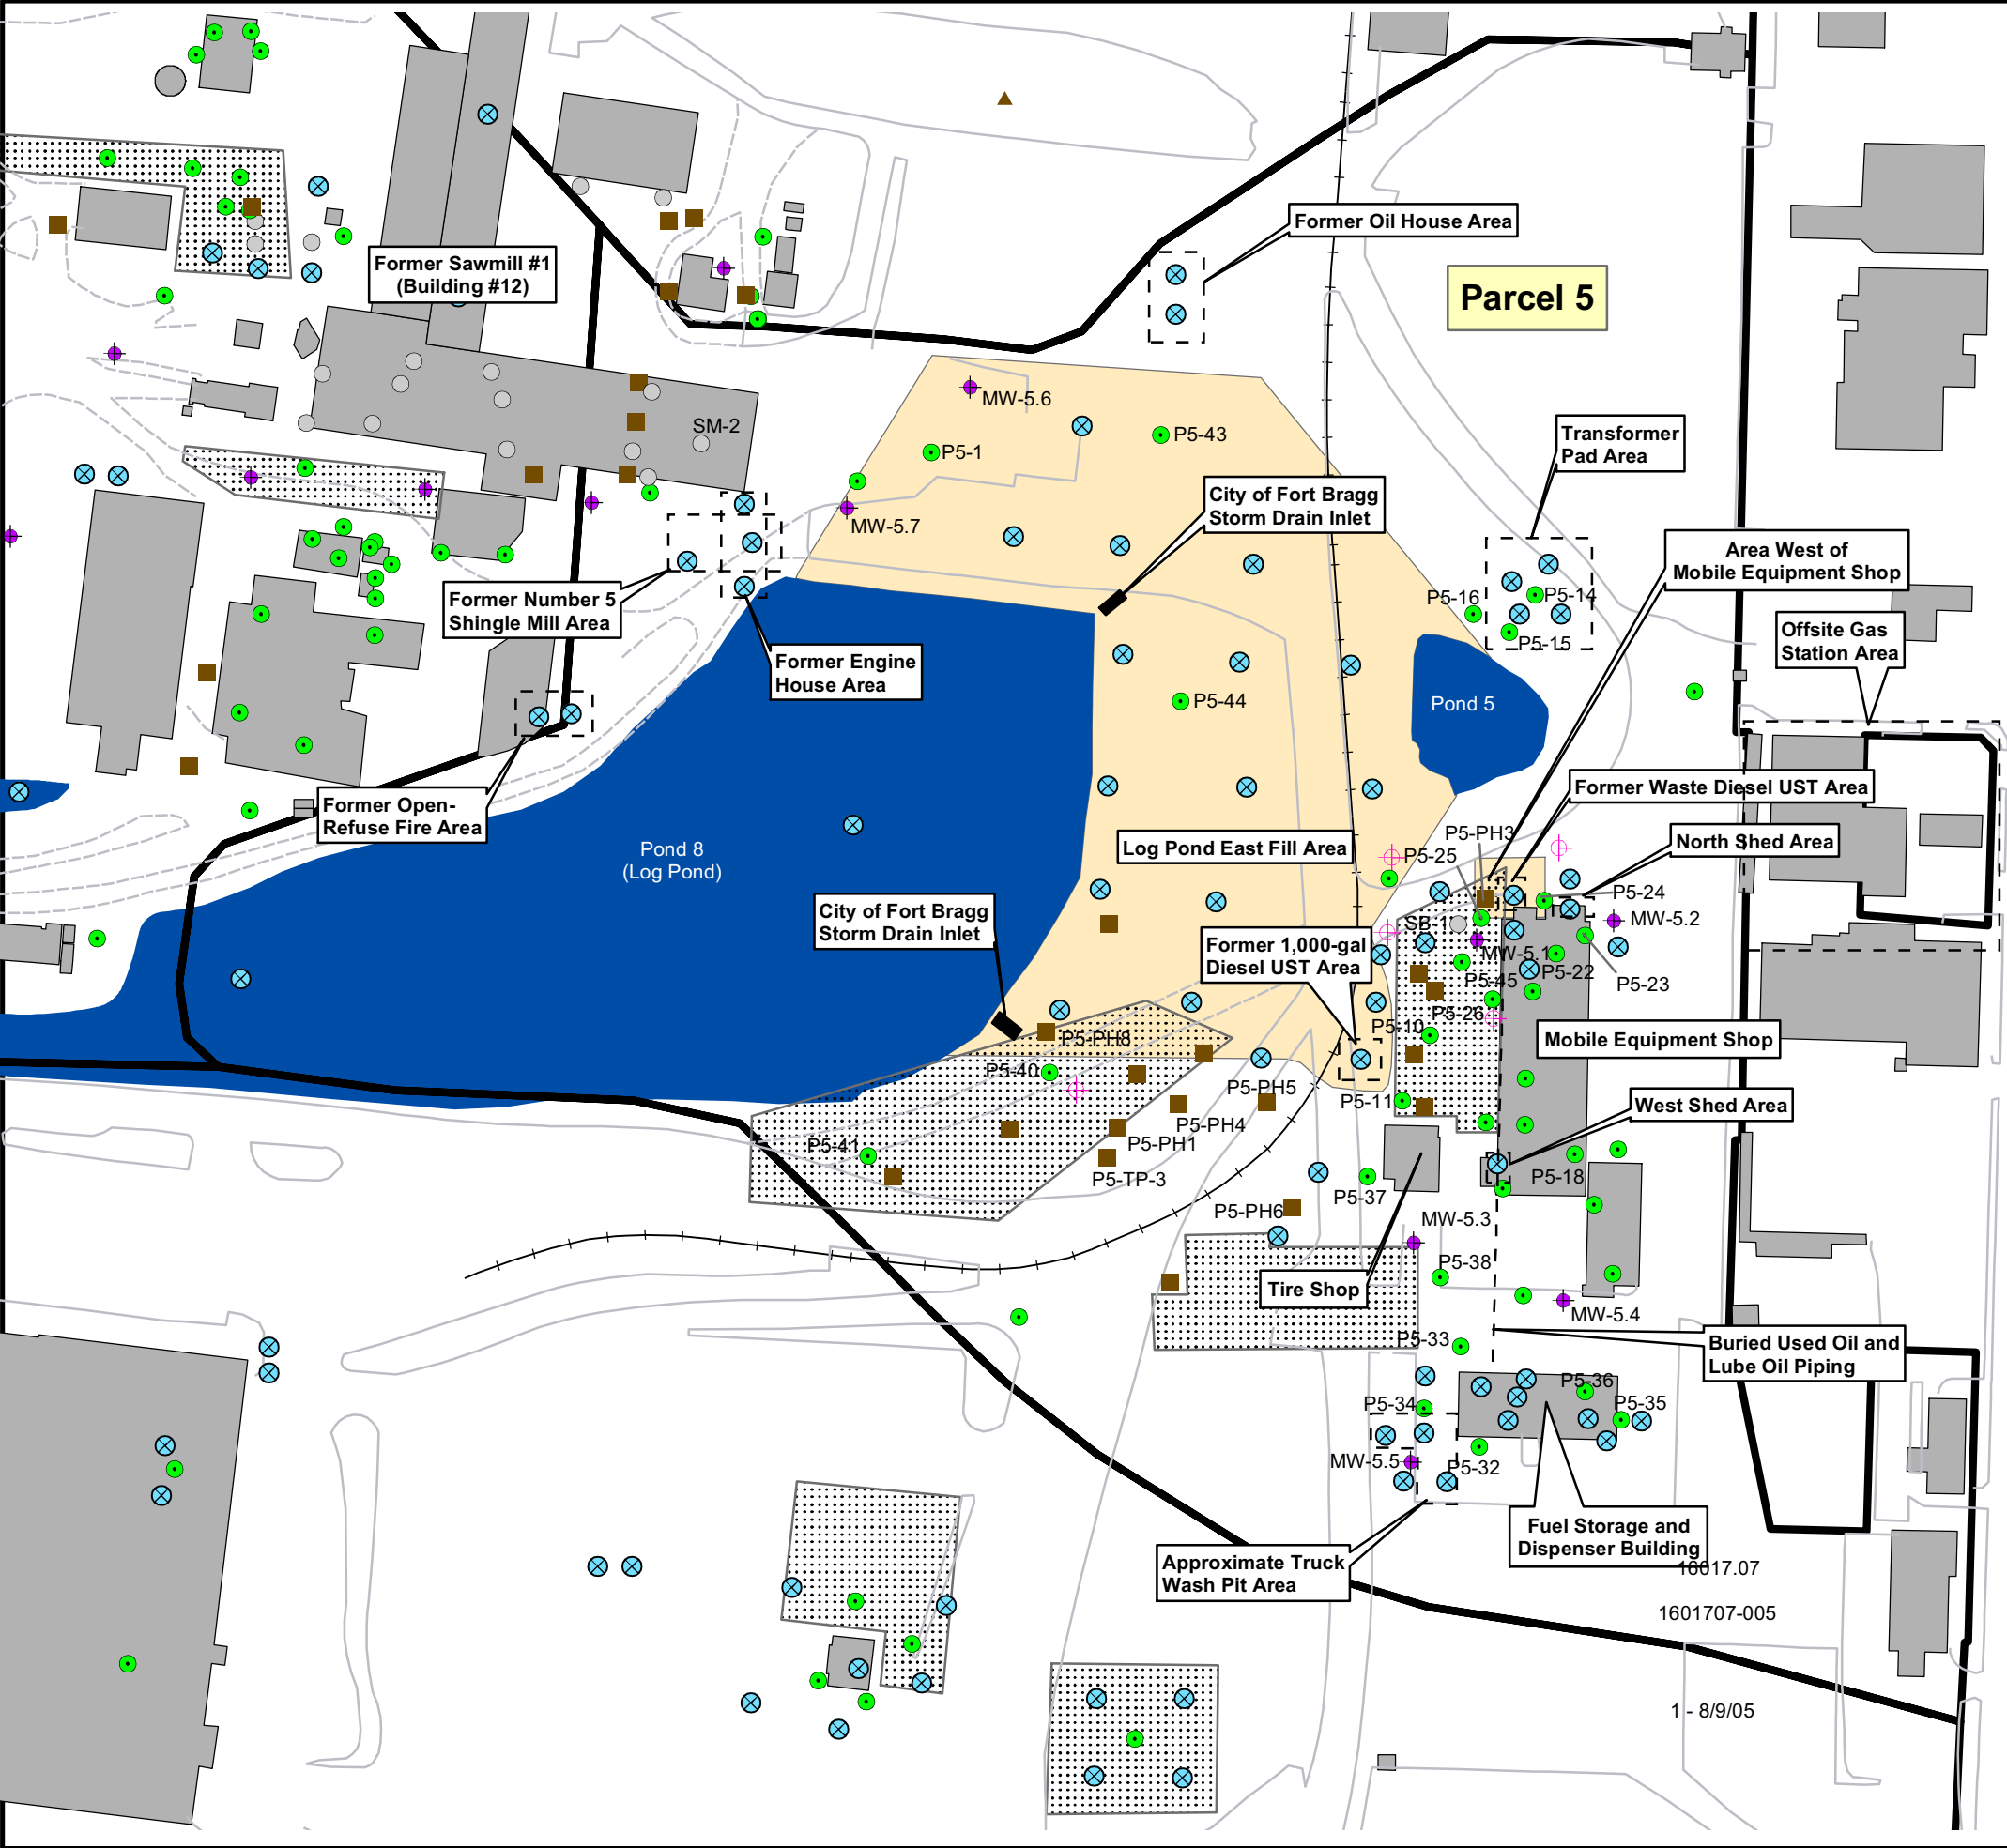 Former Oil House Area
Parcel 5
Former Sawmill #1
(Building #12)
MW-5.6
SM-2
P5-43
P5-1
Transformer
Pad Area
City of Fort Bragg
Storm Drain Inlet
MW-5.7
Area West of
Mobile Equipment Shop
Former Number 5
Shingle Mill Area
P5-16
P5-14
P5-15
Offsite Gas
Station Area
Former Engine
House Area
P5-44
Pond 5
Former Open-
Refuse Fire Area
Former Waste Diesel UST Area
Pond 8
(Log Pond)
Log Pond East Fill Area
P5-PH3
P5-25
North Shed Area
P5-24
City of Fort Bragg
Storm Drain Inlet
SB-1
MW-5.2
Former 1,000-gal
Diesel UST Area
MW-5.1
P5-22
P5-45
P5-23
P5-26
P5-10
P5-PH8
Mobile Equipment Shop
P5-40
P5-PH5
P5-11
P5-PH4
West Shed Area
P5-41
P5-PH1
P5-TP-3
P5-18
P5-37
P5-PH6
MW-5.3
P5-38
Tire Shop
MW-5.4
P5-33
Buried Used Oil and
Lube Oil Piping
P5-36
P5-34
P5-35
MW-5.5
P5-32
Fuel Storage and
Dispenser Building
Approximate Truck
Wash Pit Area
16017.07
1601707-005
1 - 8/9/05